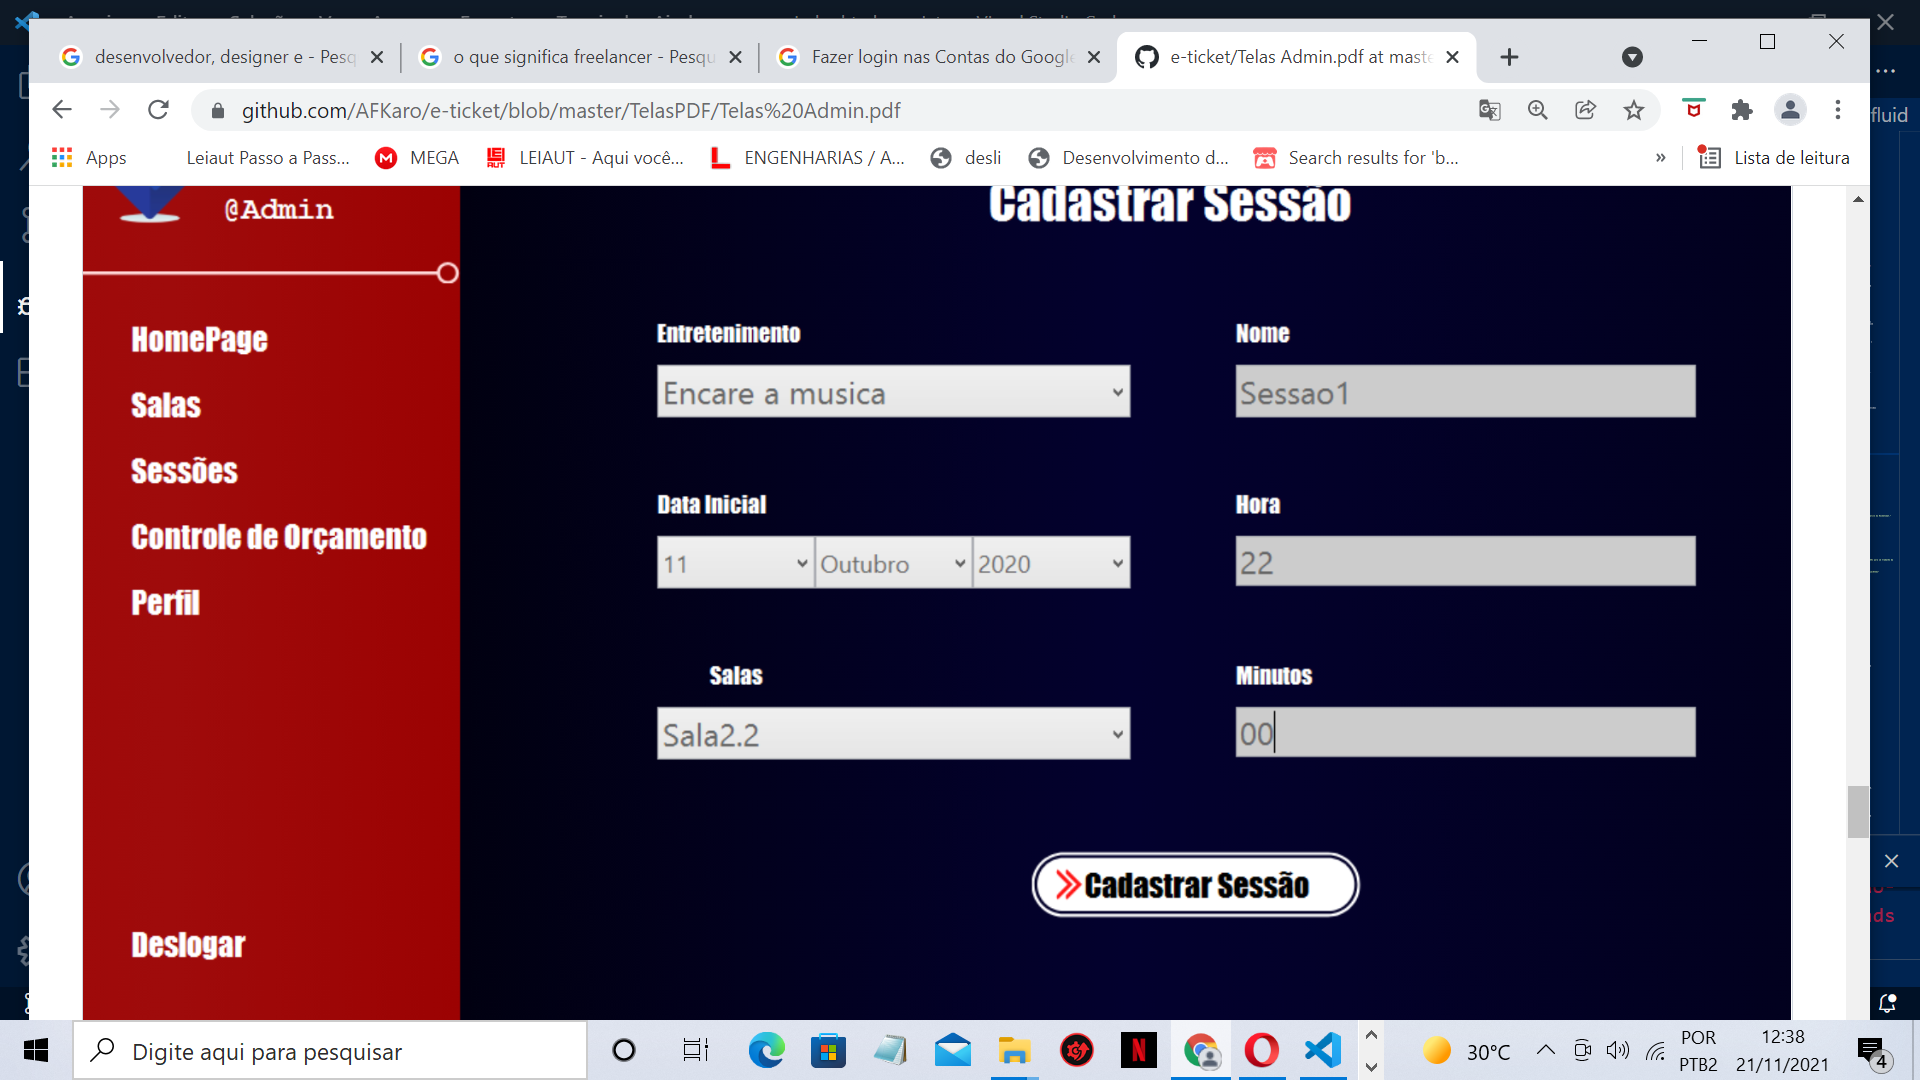 desenvolvedor, designer e - Pesq
o que significa freelancer - Pesqu
Fazer login nas Contas do Google
e-ticket/Telas Admin.pdf at maste
github.com/AFKaro/e-ticket/blob/master/TelasPDF/Telas%20Admin.pdf
fluid
Apps
Leiaut Passo a Pass...
MEGA
LEIAUT - Aqui você...
ENGENHARIAS / A...
desli
Desenvolvimento d...
Search results for 'b...
»
Lista de leitura
@Admin
Cadastrar Sessão
HomePage
Salas
Sessões
Controle de Orçamento
Perfil
Deslogar
Entretenimento
Nome
Encare a musica
Sessao1
Data Inicial
Hora
11
Outubro
2020
22
Salas
Minutos
Sala2.2
00
Cadastrar Sessão
Digite aqui para pesquisar
30°C
POR
PTB2
12:38
21/11/2021
4